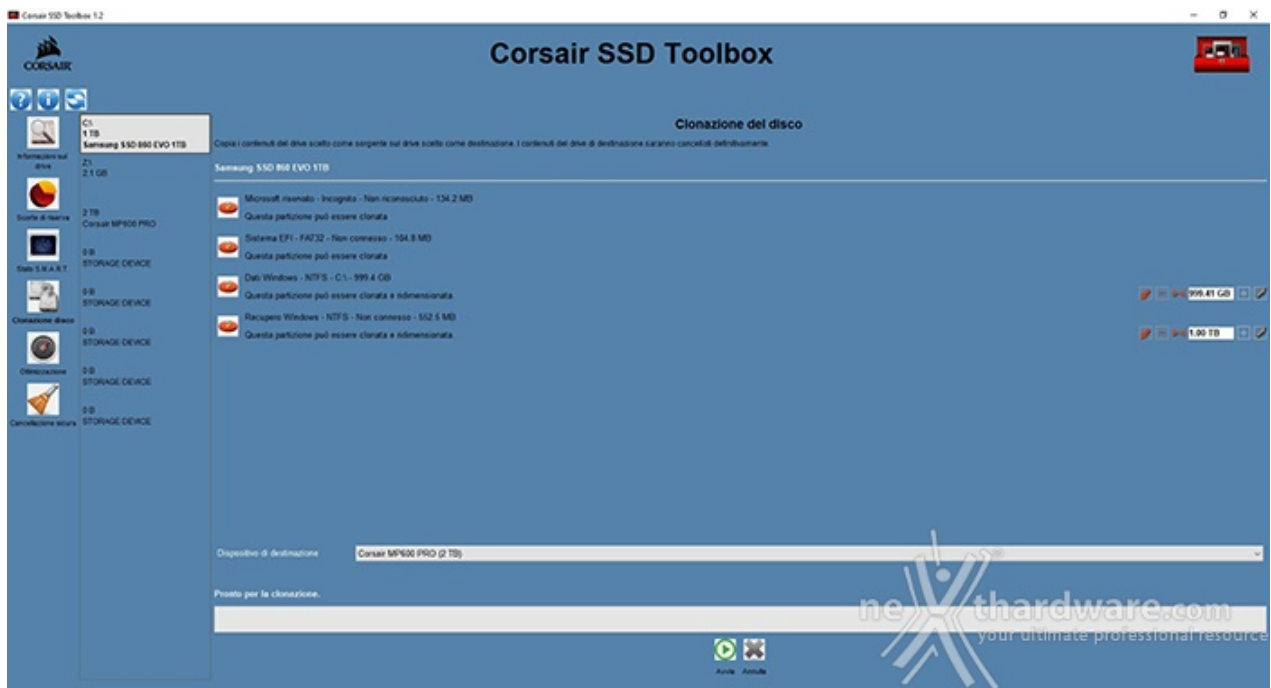 Corsair SSD Toolbox 1.2
CORSAIR
Corsair SSD Toolbox
Informazioni sul
drive
Scorte di riserva
Stato S.M.A.R.T.
Clonazione disco
Ottimizzazione
Cancellazione sicura
C:\
1 TB
Samsung SSD 860 EVO 1TB
Z:\
2.1 GB
2 TB
Corsair MP600 PRO
0 B
STORAGE DEVICE
0 B
STORAGE DEVICE
0 B
STORAGE DEVICE
0 B
STORAGE DEVICE
0 B
STORAGE DEVICE
Clonazione del disco
Copia i contenuti del drive scelto come sorgente sul drive scelto come destinazione. I contenuti del drive di destinazione saranno cancellati definitivamente.
Samsung SSD 860 EVO 1TB
Microsoft riservato - Incognito - Non riconosciuto - 134.2 MB
Questa partizione può essere clonata
Sistema EFI - FAT32 - Non connesso - 104.8 MB
Questa partizione può essere clonata
Dati Windows - NTFS - C:\ - 999.4 GB
Questa partizione può essere clonata e ridimensionata.
999.41 GB
Recupero Windows - NTFS - Non connesso - 552.5 MB
Questa partizione può essere clonata e ridimensionata.
1.00 TB
Dispositivo di destinazione
Corsair MP600 PRO (2 TB)
Pronto per la clonazione.
Avvia Annulla
nexthardware.com
your ultimate professional resource